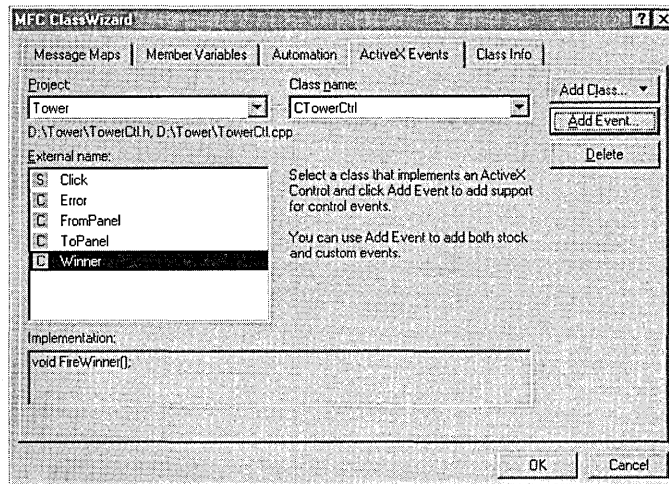 MFC ClassWizard
Message Maps Member Variables Automation ActiveX Events Class Info
Project: Class name:
Tower CTowerCtrl
Add Class...
D:\Tower\TowerCtl.h, D:\Tower\TowerCtl.cpp
Add Event...
External name:
Delete
S Click
C Error
C FromPanel
C ToPanel
C Winner
Select a class that implements an ActiveX
Control and click Add Event to add support
for control events.
You can use Add Event to add both stock
and custom events.
Implementation:
void FireWinner();
OK Cancel